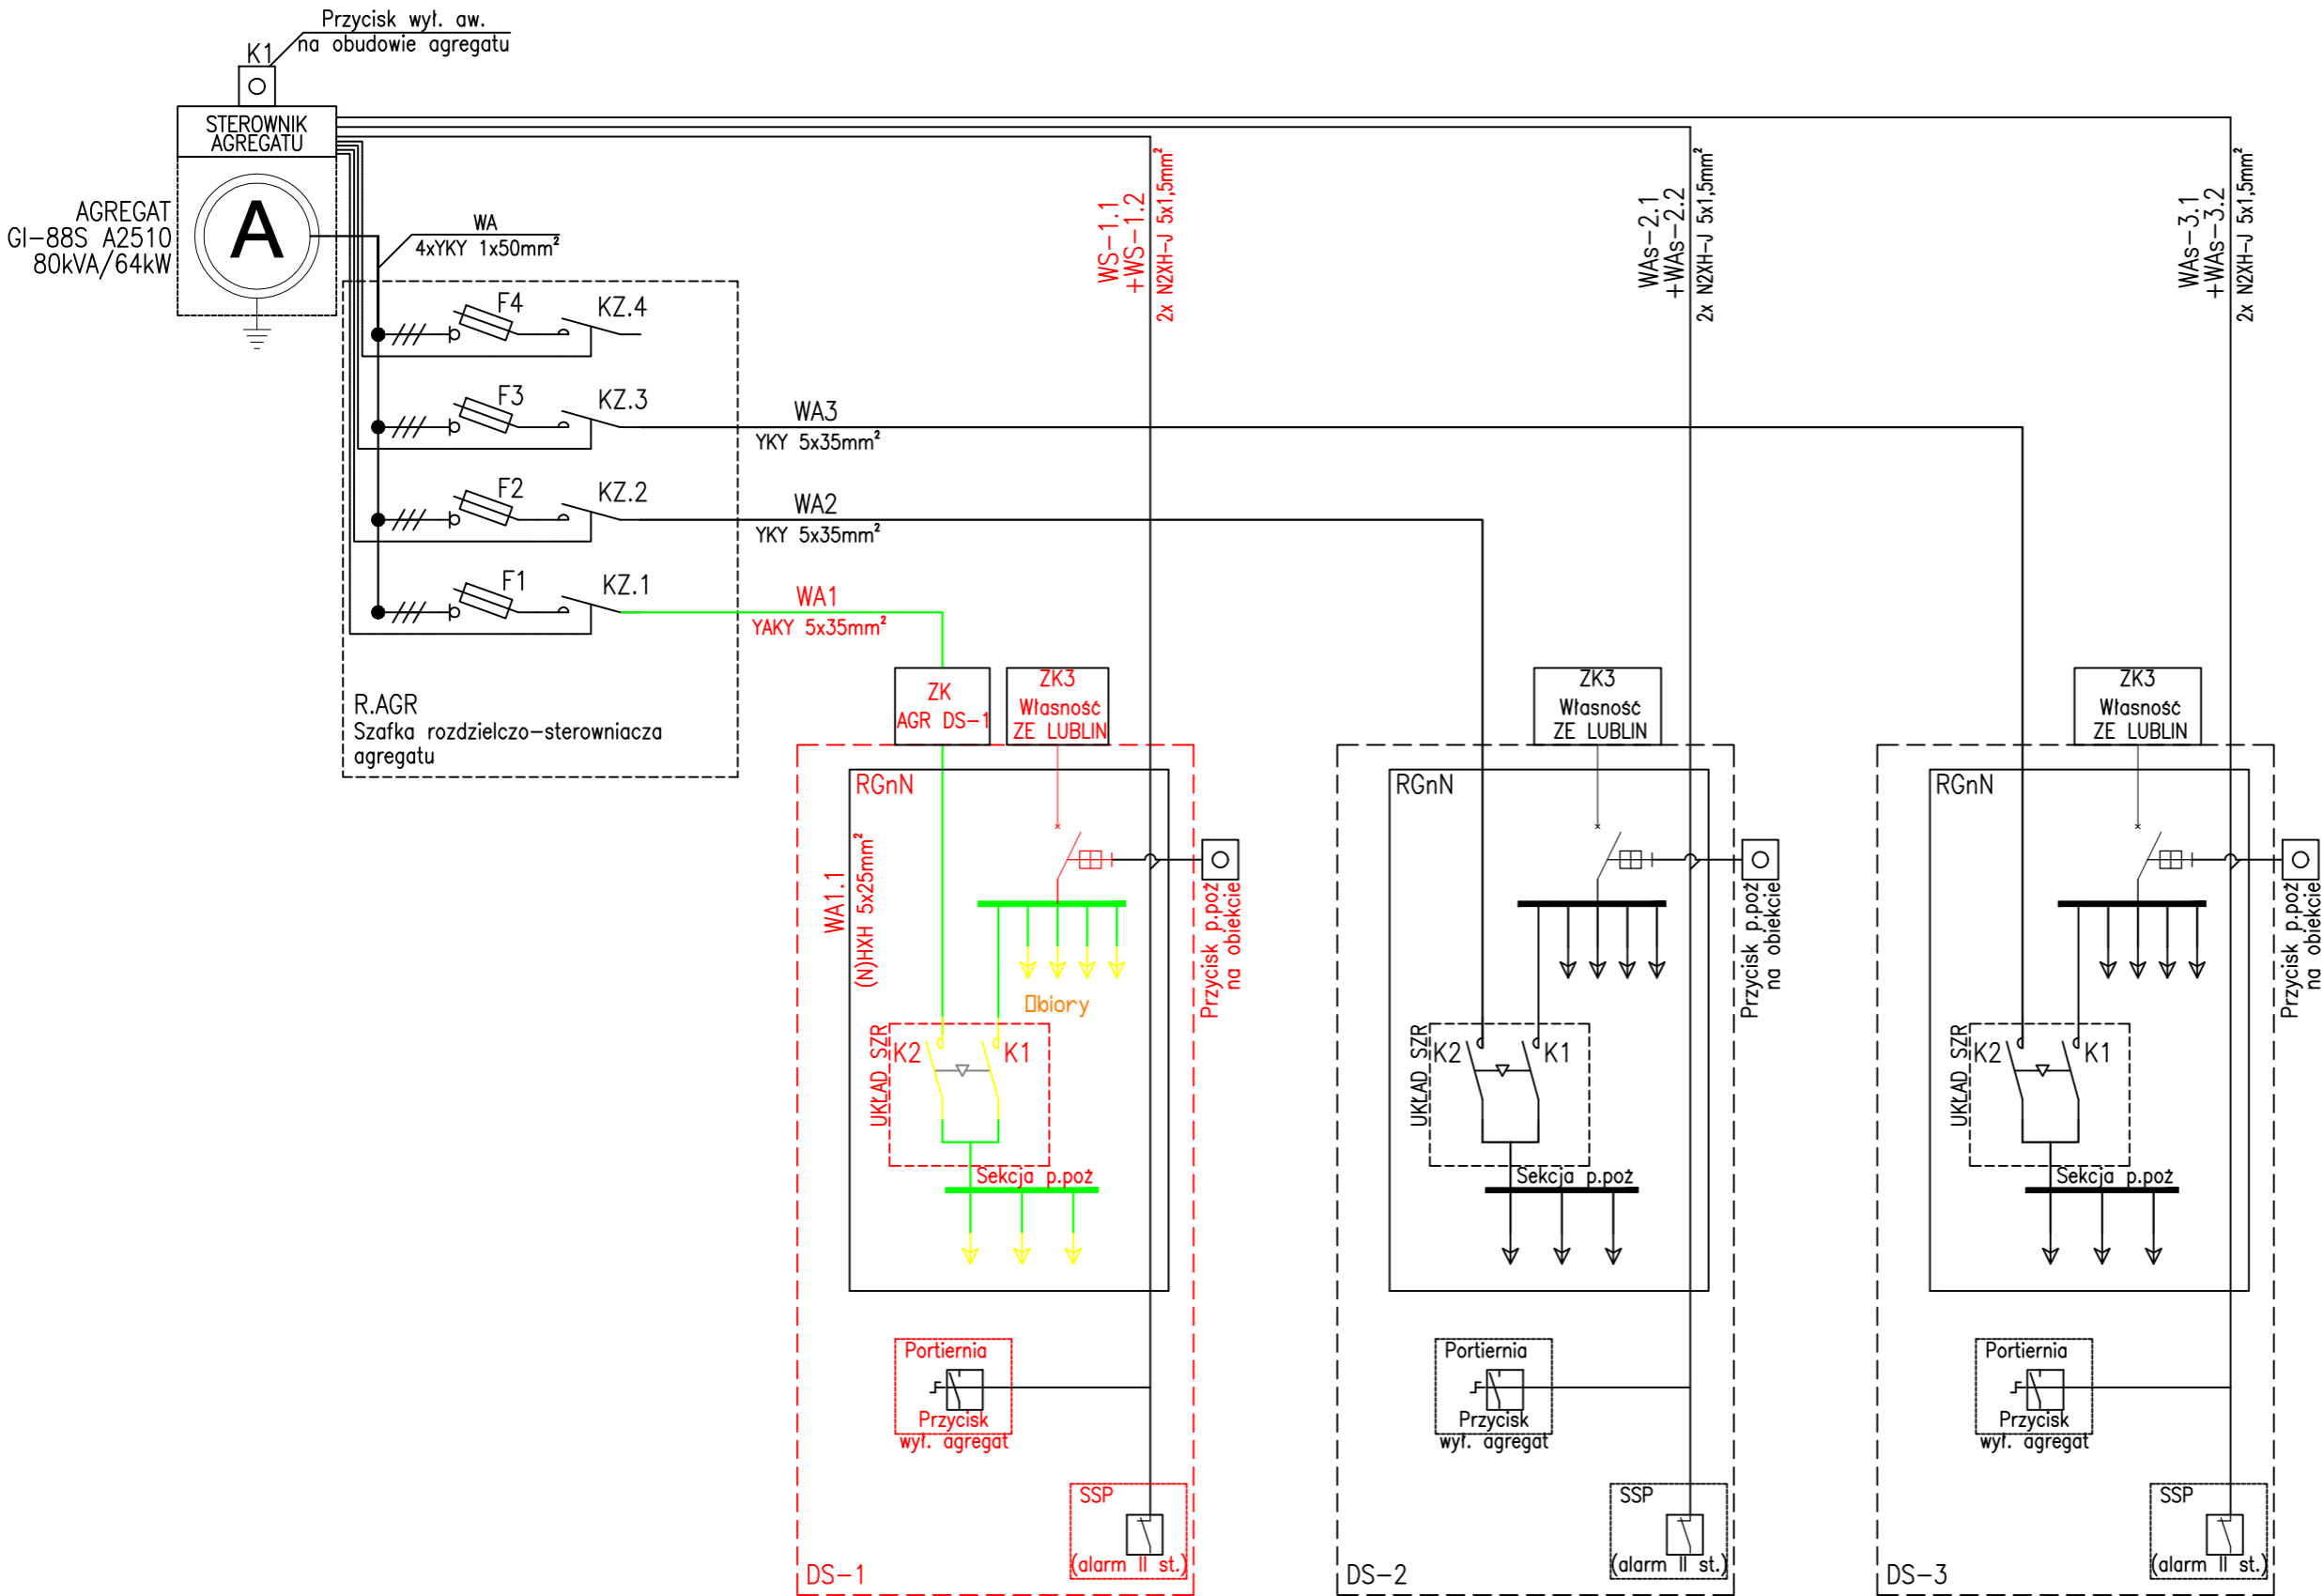 Przycisk wył. aw.
na obudowie agregatu
K1
STEROWNIK
AGREGATU
AGREGAT
GI-88S A2510
80kVA/64kW
A
WA
4xYKY 1x50mm²
F4
KZ.4
F3
KZ.3
WA3
YKY 5x35mm²
F2
KZ.2
WA2
YKY 5x35mm²
F1
KZ.1
WA1
YAKY 5x35mm²
R.AGR
Szafka rozdzielczo-sterowniacza
agregatu
WS-1.1
+WS-1.2
2x N2XH-J 5x1,5mm²
WAs-2.1
+WAs-2.2
2x N2XH-J 5x1,5mm²
WAs-3.1
+WAs-3.2
2x N2XH-J 5x1,5mm²
ZK
AGR DS-1
ZK3
Własność
ZE LUBLIN
RGnN
WA1.1
(N)HXH 5x25mm²
Przycisk p.poż
na obiekcie
Obiory
UKŁAD SZR
K2
K1
Sekcja p.poż
Portiernia
Przycisk
wył. agregat
SSP
(alarm II st.)
DS-1
ZK3
Własność
ZE LUBLIN
RGnN
Przycisk p.poż
na obiekcie
UKŁAD SZR
K2
K1
Sekcja p.poż
Portiernia
Przycisk
wył. agregat
SSP
(alarm II st.)
DS-2
ZK3
Własność
ZE LUBLIN
RGnN
Przycisk p.poż
na obiekcie
UKŁAD SZR
K2
K1
Sekcja p.poż
Portiernia
Przycisk
wył. agregat
SSP
(alarm II st.)
DS-3